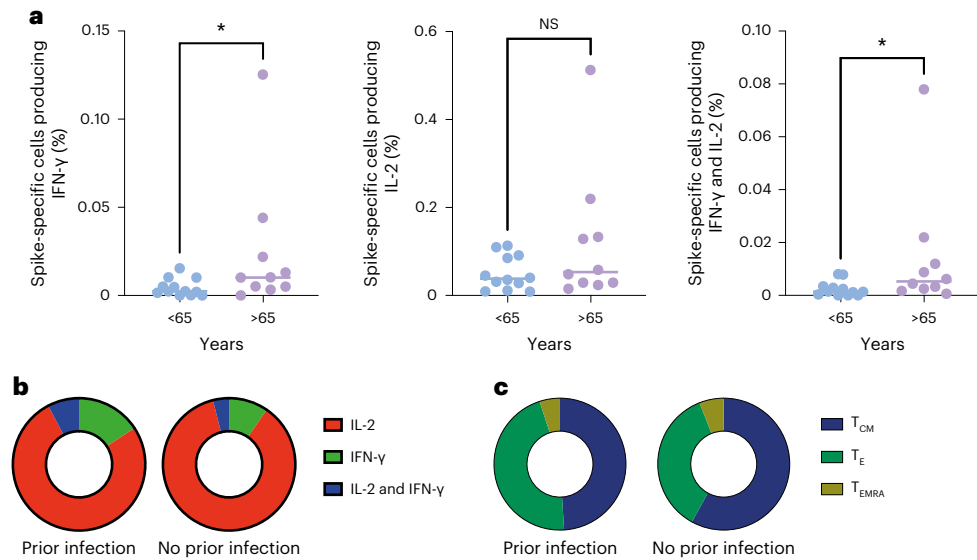 a
Spike-specific cells producing
IFN-γ (%)
0.15
0.10
0.05
0
*
<65
>65
Years
Spike-specific cells producing
IL-2 (%)
0.6
0.4
0.2
0
NS
<65
>65
Years
Spike-specific cells producing
IFN-γ and IL-2 (%)
0.10
0.08
0.06
0.04
0.02
0
*
<65
>65
Years
b
IL-2
IFN-γ
IL-2 and IFN-γ
Prior infection
No prior infection
c
T_CM
T_E
T_EMRA
Prior infection
No prior infection